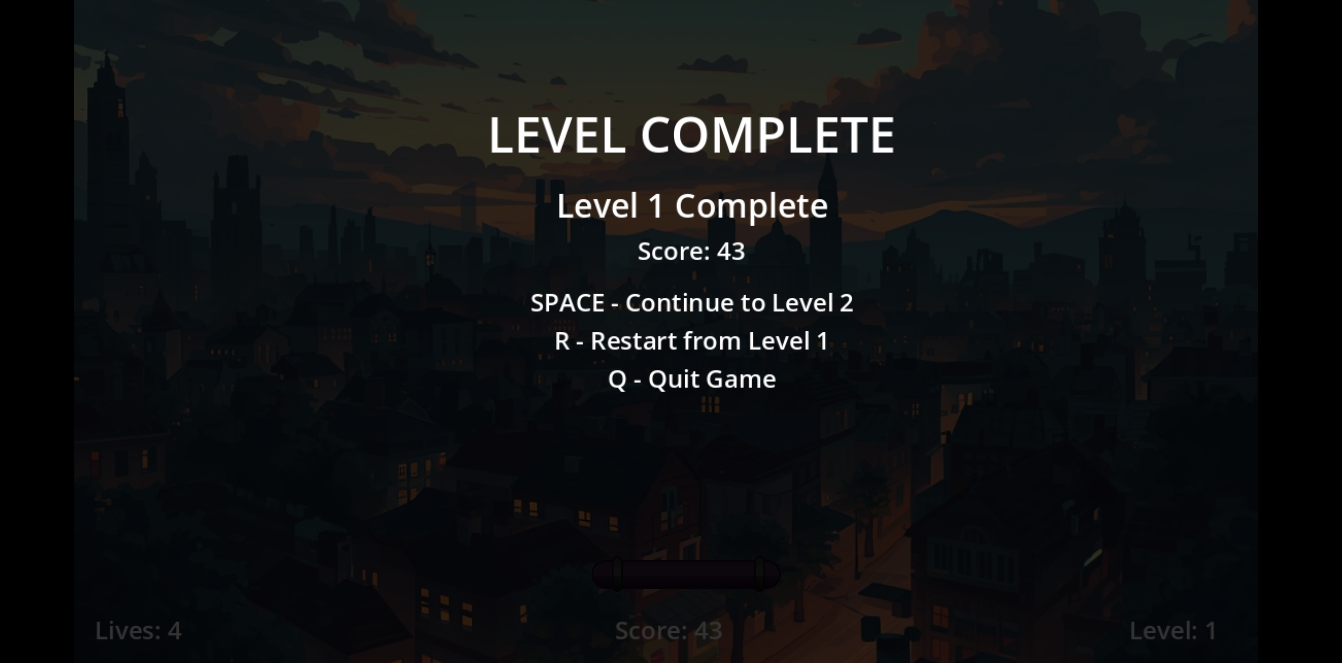 LEVEL COMPLETE
Level 1 Complete
Score: 43
SPACE - Continue to Level 2
R - Restart from Level 1
Q - Quit Game
Lives: 4
Score: 43
Level: 1